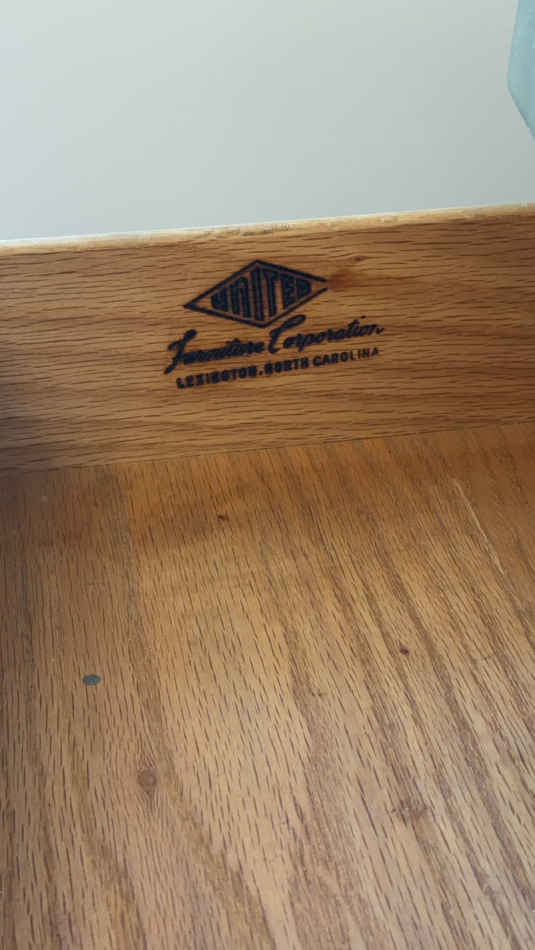 UNITED
Furniture Corporation
LEXINGTON, NORTH CAROLINA